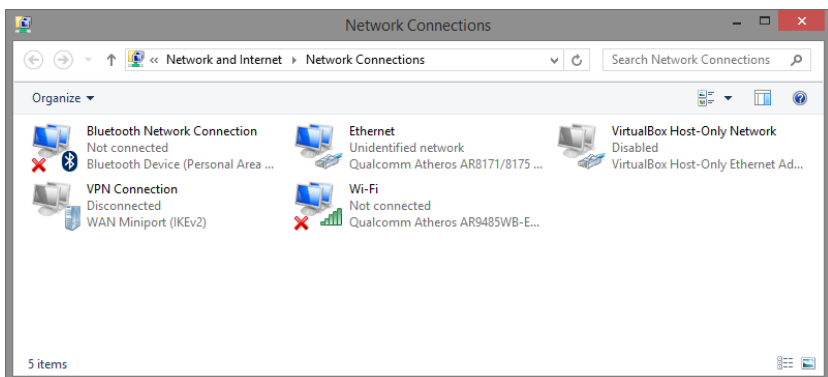 Network Connections
« Network and Internet Network Connections
Search Network Connections
Organize
Bluetooth Network Connection
Not connected
Bluetooth Device (Personal Area ...
Ethernet
Unidentified network
Qualcomm Atheros AR8171/8175 ...
VirtualBox Host-Only Network
Disabled
VirtualBox Host-Only Ethernet Ad...
VPN Connection
Disconnected
WAN Miniport (IKEv2)
Wi-Fi
Not connected
Qualcomm Atheros AR9485WB-E...
5 items